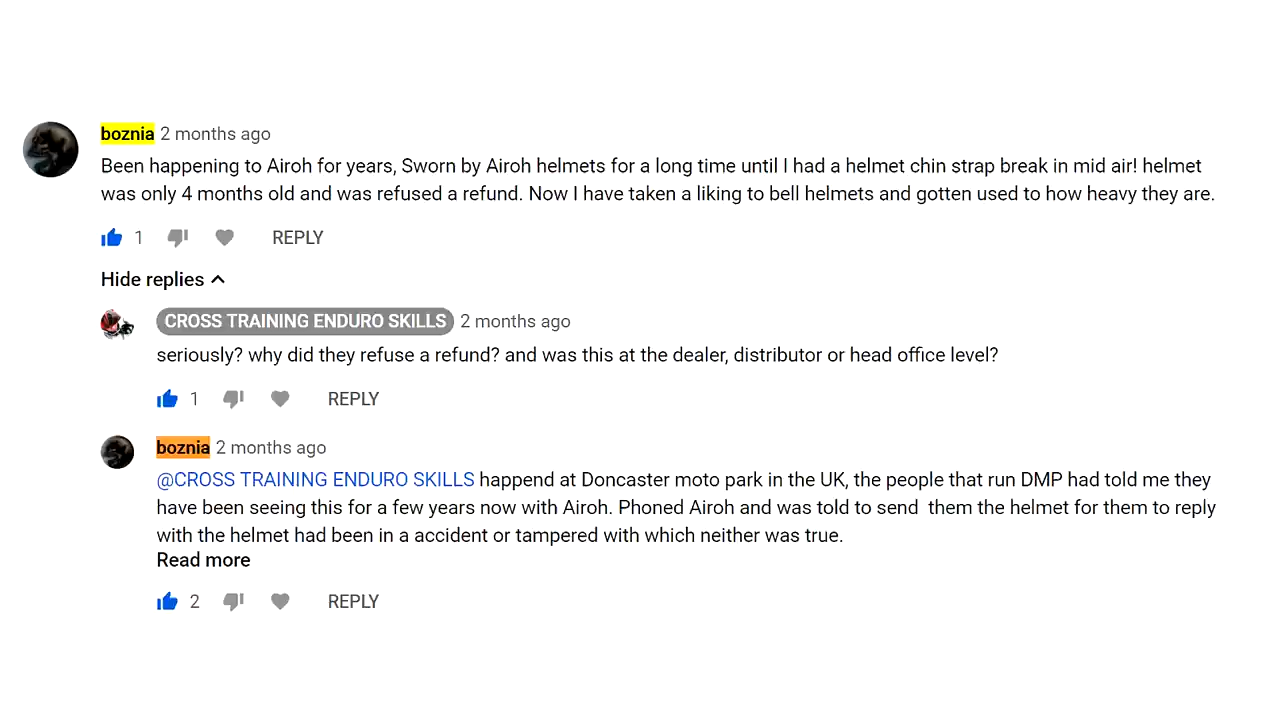 boznia 2 months ago
Been happening to Airoh for years, Sworn by Airoh helmets for a long time until I had a helmet chin strap break in mid air! helmet
was only 4 months old and was refused a refund. Now I have taken a liking to bell helmets and gotten used to how heavy they are.
1 REPLY
Hide replies
CROSS TRAINING ENDURO SKILLS 2 months ago
seriously? why did they refuse a refund? and was this at the dealer, distributor or head office level?
1 REPLY
boznia 2 months ago
@CROSS TRAINING ENDURO SKILLS happend at Doncaster moto park in the UK, the people that run DMP had told me they
have been seeing this for a few years now with Airoh. Phoned Airoh and was told to send  them the helmet for them to reply
with the helmet had been in a accident or tampered with which neither was true.
Read more
2 REPLY